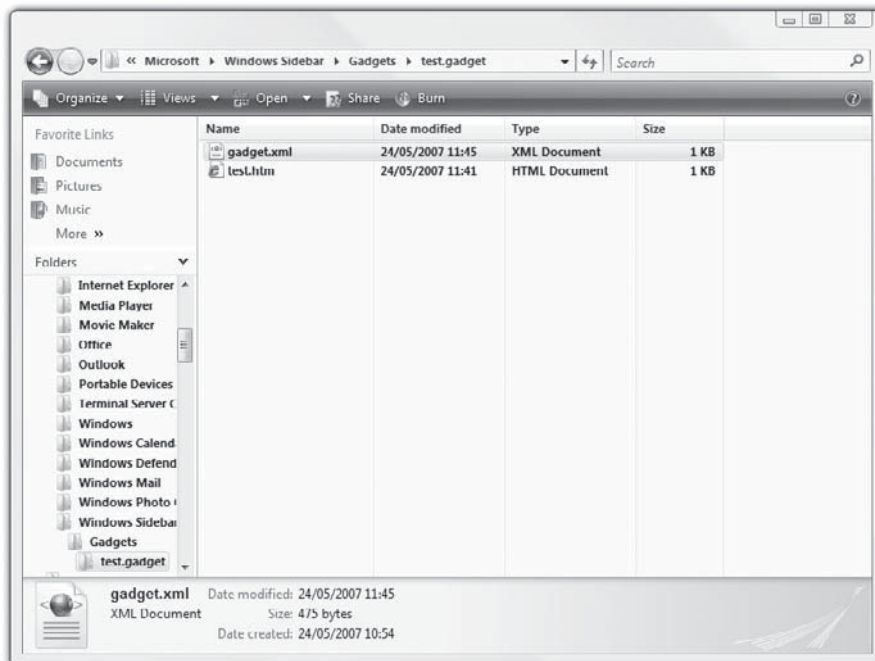 « Microsoft ▸ Windows Sidebar ▸ Gadgets ▸ test.gadget
Search
Organize ▼ Views ▼ Open ▼ Share Burn
Favorite Links
Documents
Pictures
Music
More »
Folders
Internet Explorer
Media Player
Movie Maker
Office
Outlook
Portable Devices
Terminal Server C
Windows
Windows Calend
Windows Defend
Windows Mail
Windows Photo
Windows Sidebar
Gadgets
test.gadget
Name Date modified Type Size
gadget.xml 24/05/2007 11:45 XML Document 1 KB
test.htm 24/05/2007 11:41 HTML Document 1 KB
gadget.xml Date modified: 24/05/2007 11:45
XML Document Size: 475 bytes
Date created: 24/05/2007 10:54